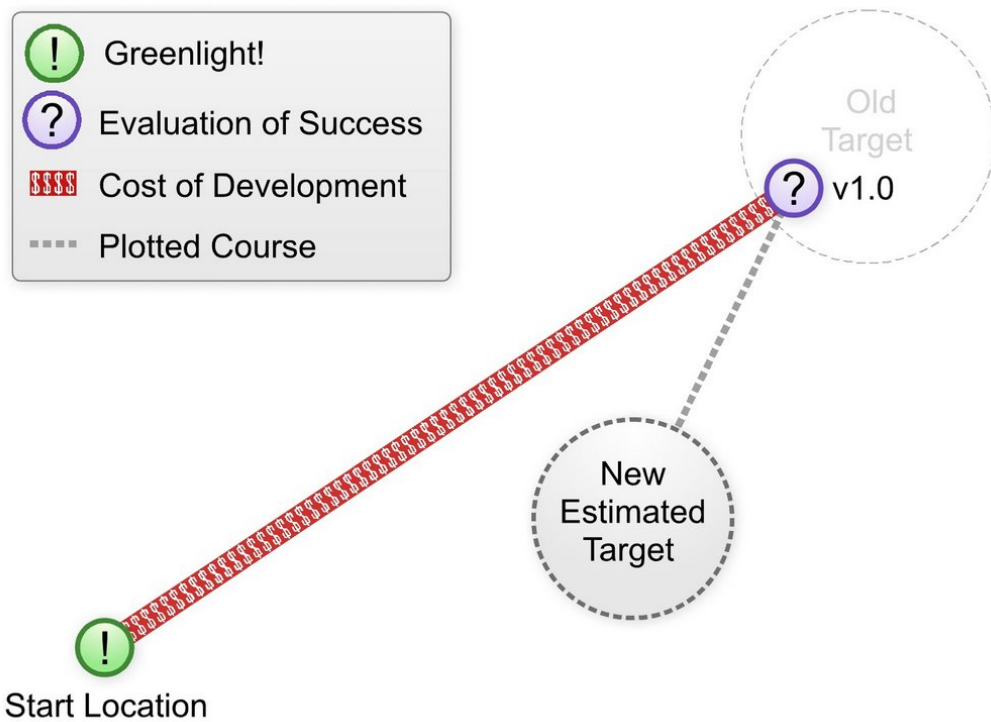 !
Greenlight!
?
Evaluation of Success
$$$$
Cost of Development
Plotted Course
Old
Target
?
v1.0
New
Estimated
Target
!
Start Location